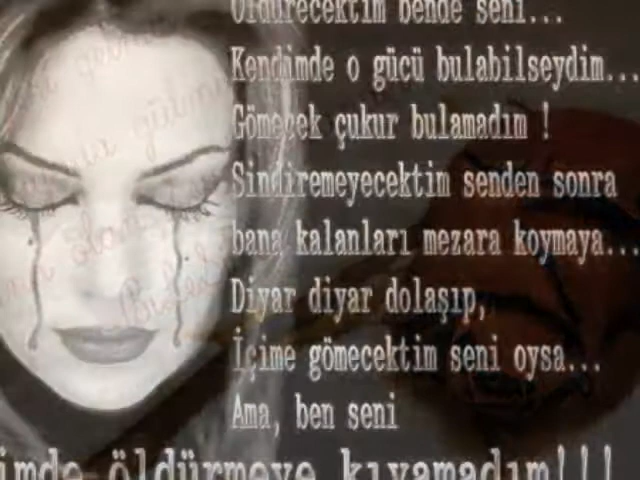 Öldürecektim bende seni...
Kendimde o gücü bulabilseydim...
Gömecek çukur bulamadım !
Sindiremeyecektim senden sonra
bana kalanları mezara koymaya...
Diyar diyar dolaşıp,
İçime gömecektim seni oysa...
Ama, ben seni
imde öldürmeye kıyamadım!!!